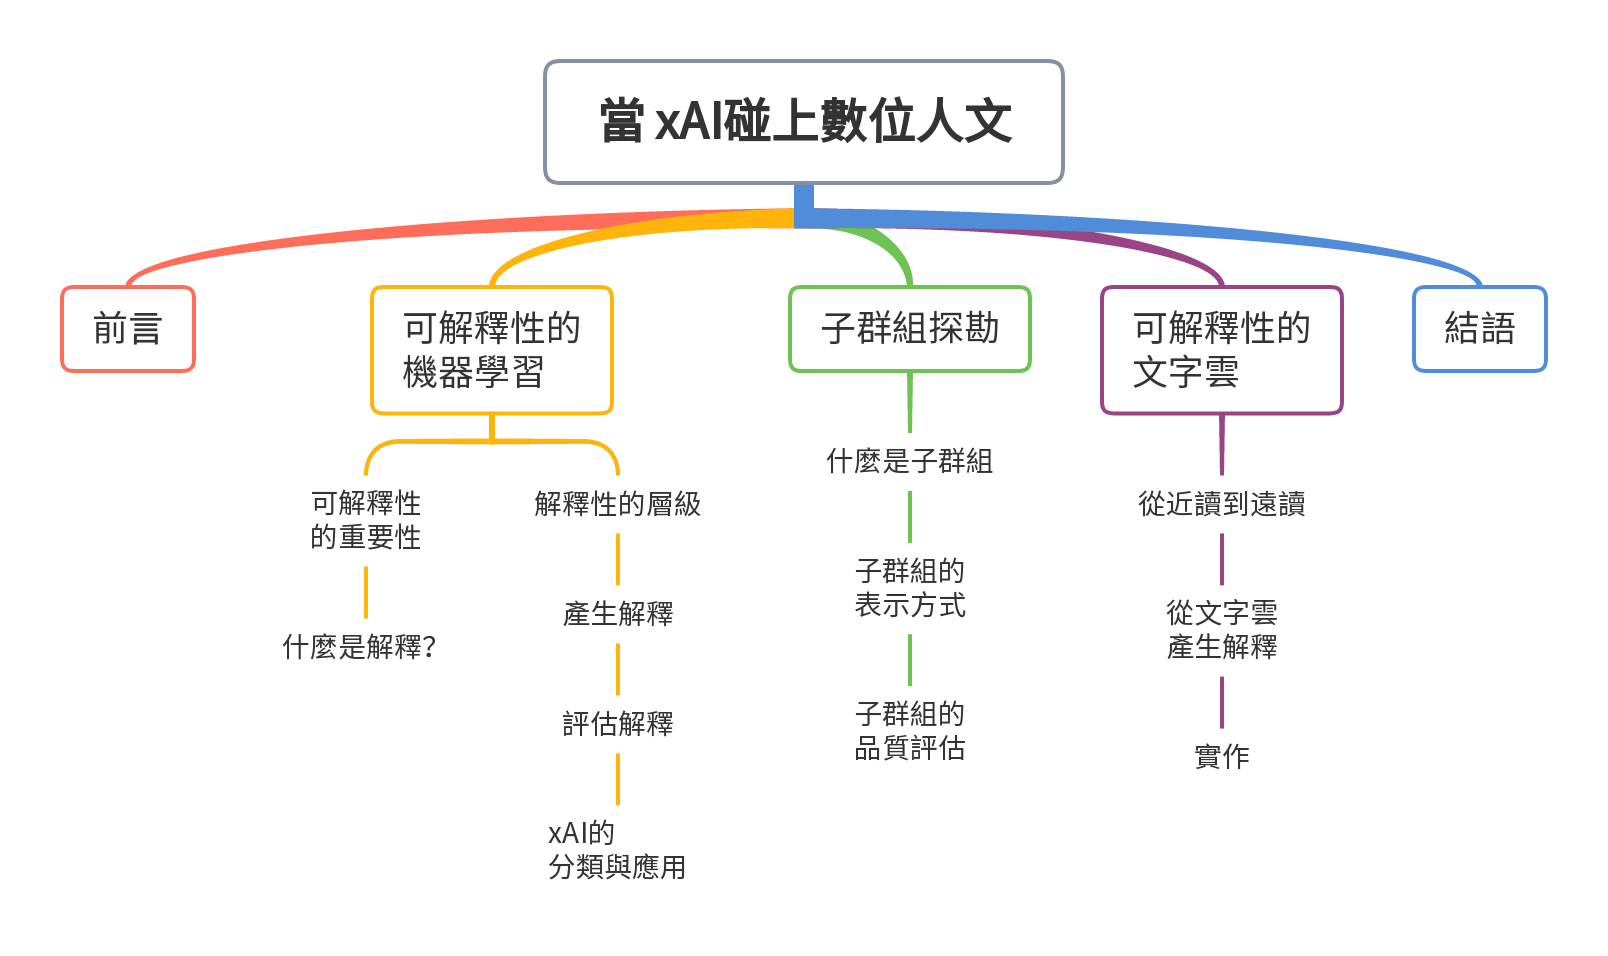 當 xAI碰上數位人文
前言
可解釋性的
機器學習
可解釋性
的重要性
什麼是解釋?
解釋性的層級
產生解釋
評估解釋
xAI的
分類與應用
子群組探勘
什麼是子群組
子群組的
表示方式
子群組的
品質評估
可解釋性的
文字雲
從近讀到遠讀
從文字雲
產生解釋
實作
結語